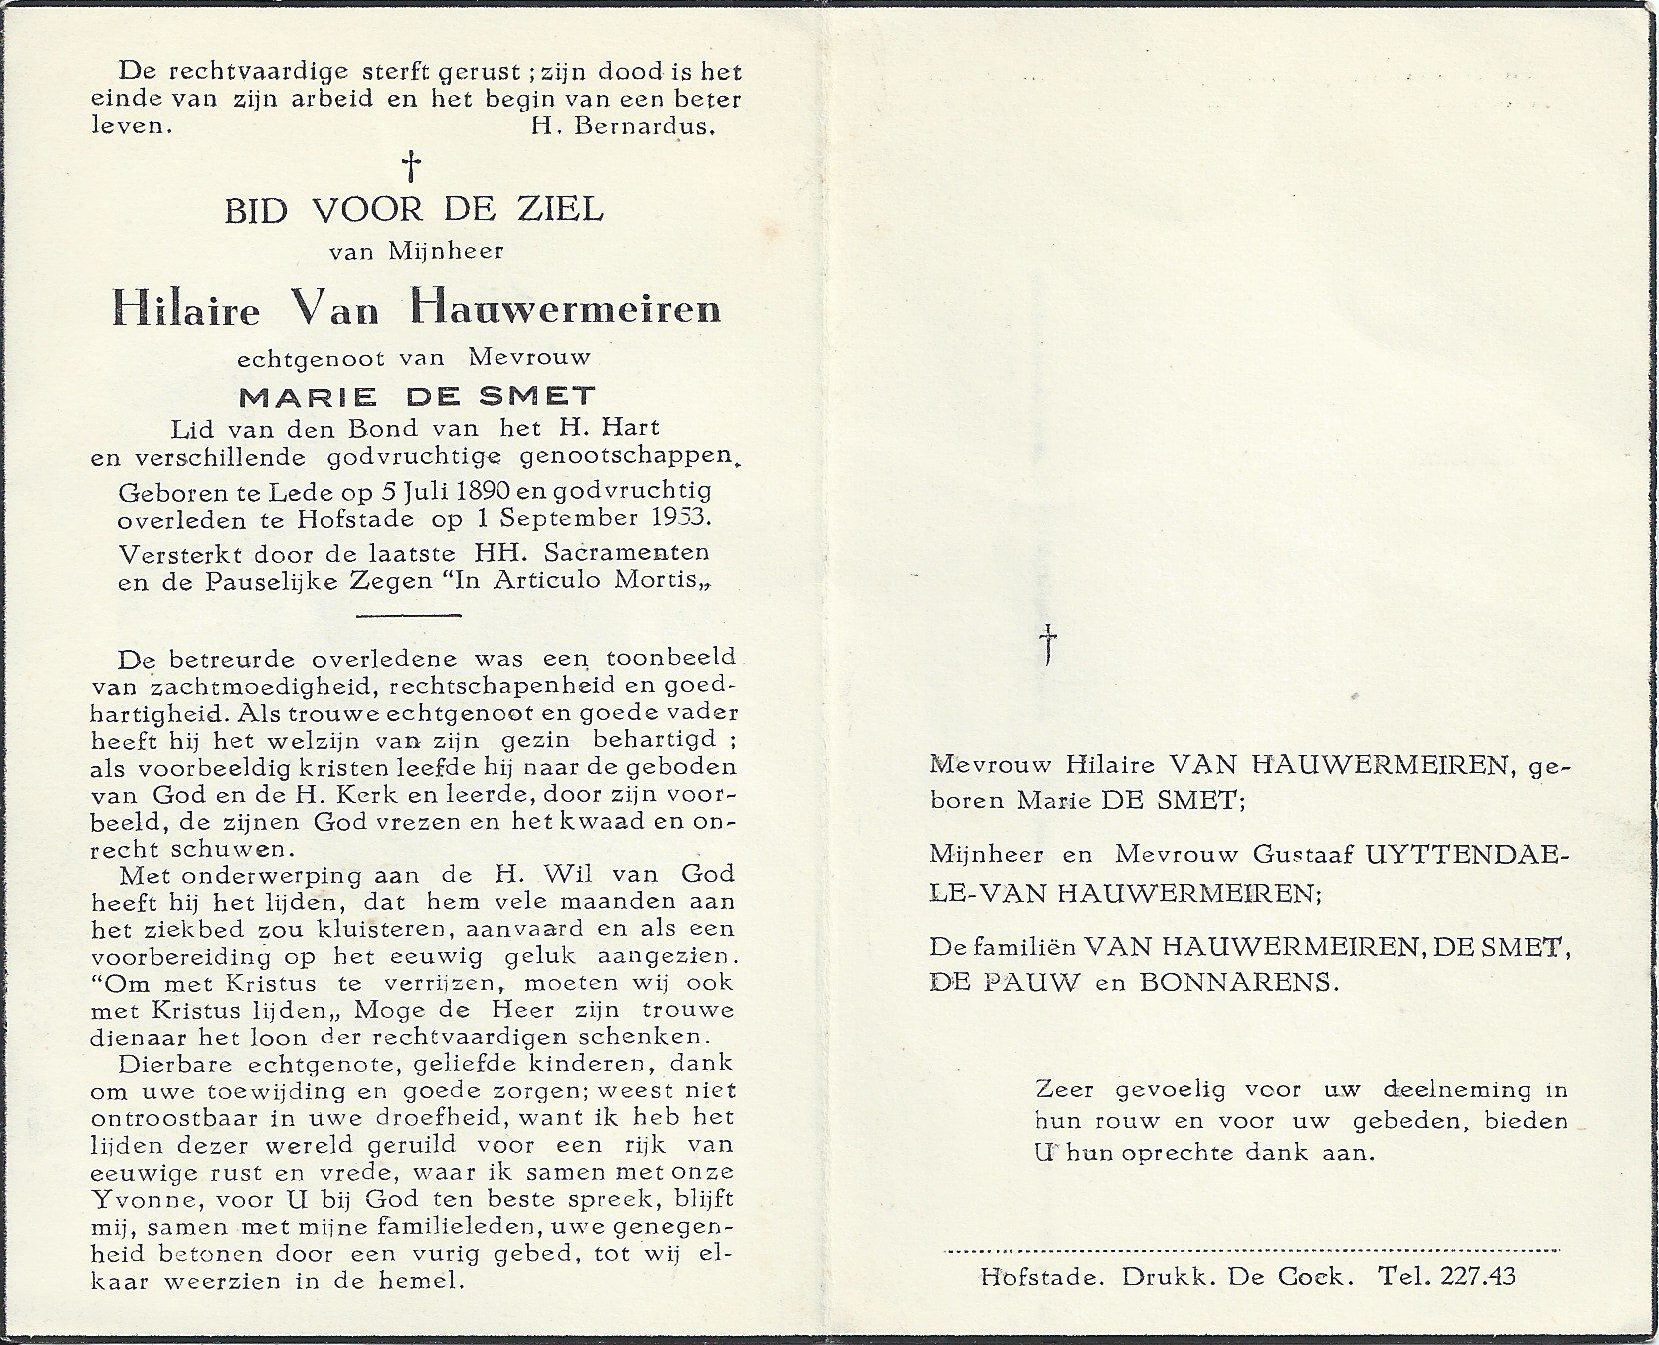 De rechtvaardige sterft gerust ; zijn dood is het
einde van zijn arbeid en het begin van een beter
leven. H. Bernardus.
†
BID VOOR DE ZIEL
van Mijnheer
Hilaire Van Hauwermeiren
echtgenoot van Mevrouw
MARIE DE SMET
Lid van den Bond van het H. Hart
en verschillende godvruchtige genootschappen.
Geboren te Lede op 5 Juli 1890 en godvruchtig
overleden te Hofstade op 1 September 1953.
Versterkt door de laatste HH. Sacramenten
en de Pauselijke Zegen “In Articulo Mortis„
De betreurde overledene was een toonbeeld
van zachtmoedigheid, rechtschapenheid en goed-
hartigheid. Als trouwe echtgenoot en goede vader
heeft hij het welzijn van zijn gezin behartigd ;
als voorbeeldig kristen leefde hij naar de geboden
van God en de H. Kerk en leerde, door zijn voor-
beeld, de zijnen God vrezen en het kwaad en on-
recht schuwen.
Met onderwerping aan de H. Wil van God
heeft hij het lijden, dat hem vele maanden aan
het ziekbed zou kluisteren, aanvaard en als een
voorbereiding op het eeuwig geluk aangezien.
“Om met Kristus te verrijzen, moeten wij ook
met Kristus lijden„ Moge de Heer zijn trouwe
dienaar het loon der rechtvaardigen schenken.
Dierbare echtgenote, geliefde kinderen, dank
om uwe toewijding en goede zorgen; weest niet
ontroostbaar in uwe droefheid, want ik heb het
lijden dezer wereld geruild voor een rijk van
eeuwige rust en vrede, waar ik samen met onze
Yvonne, voor U bij God ten beste spreek, blijft
mij, samen met mijne familieleden, uwe genegen-
heid betonen door een vurig gebed, tot wij el-
kaar weerzien in de hemel.
†
Mevrouw Hilaire VAN HAUWERMEIREN, ge-
boren Marie DE SMET;
Mijnheer en Mevrouw Gustaaf UYTTENDAE-
LE-VAN HAUWERMEIREN;
De familiën VAN HAUWERMEIREN, DE SMET,
DE PAUW en BONNARENS.
Zeer gevoelig voor uw deelneming in
hun rouw en voor uw gebeden, bieden
U hun oprechte dank aan.
Hofstade. Drukk. De Cock. Tel. 227.43